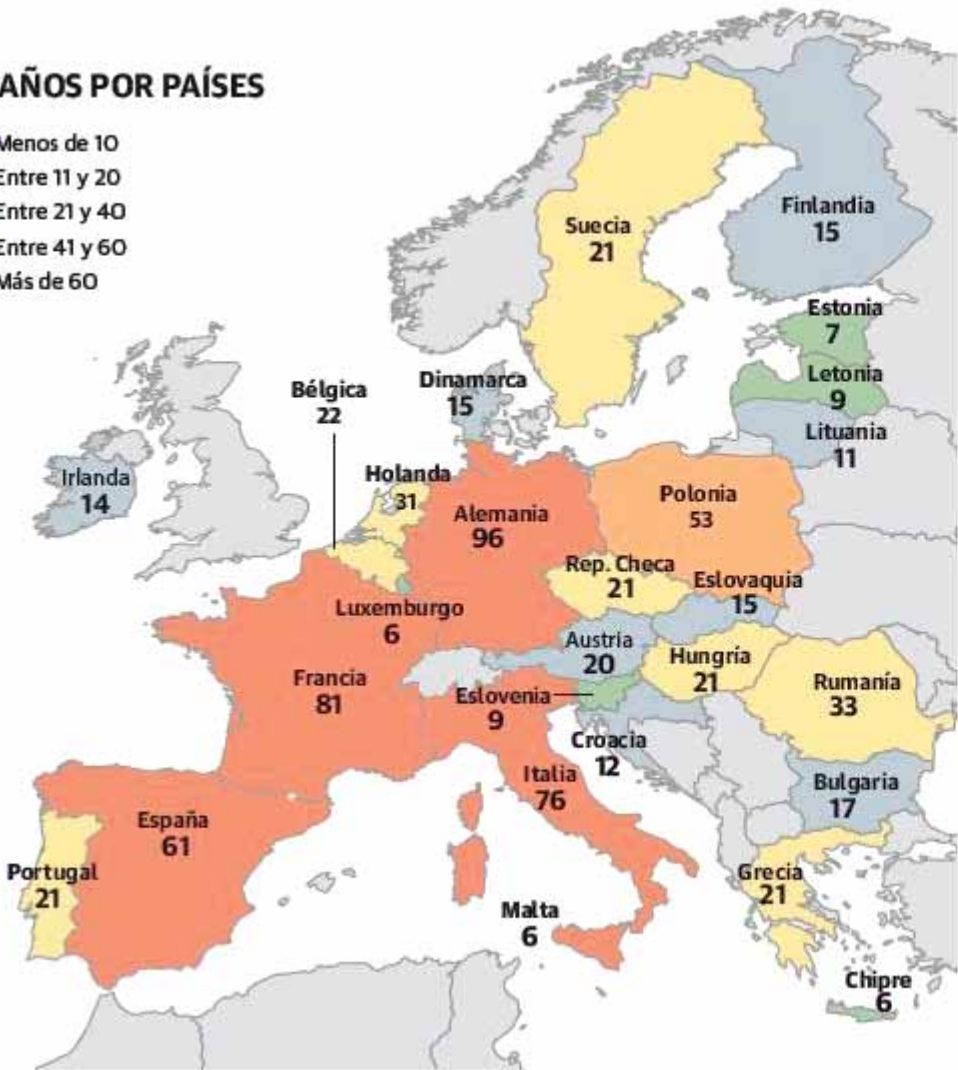 AÑOS POR PAÍSES
Menos de 10
Entre 11 y 20
Entre 21 y 40
Entre 41 y 60
Más de 60
Suecia
21
Finlandia
15
Estonia
7
Letonia
9
Lituania
11
Dinamarca
15
Bélgica
22
Irlanda
14
Holanda
31
Alemania
96
Polonia
53
Rep. Checa
21
Eslovaquia
15
Luxemburgo
6
Austria
20
Hungría
21
Rumanía
33
Francia
81
Eslovenia
9
Croacia
12
Italia
76
Bulgaria
17
España
61
Portugal
21
Grecia
21
Malta
6
Chipre
6